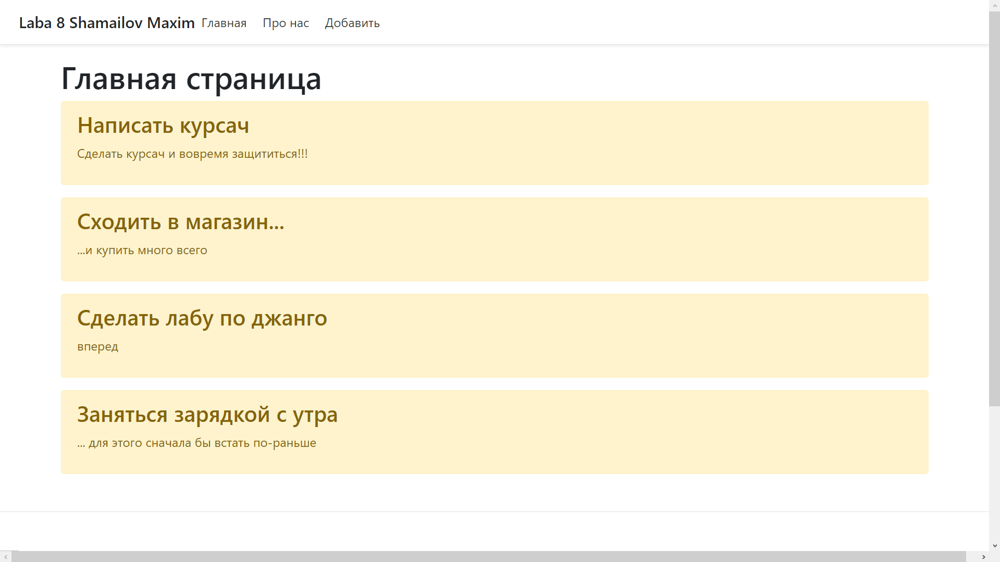 Laba 8 Shamailov Maxim Главная Про нас Добавить
Главная страница
Написать курсач
Сделать курсач и вовремя защититься!!!
Сходить в магазин...
...и купить много всего
Сделать лабу по джанго
вперед
Заняться зарядкой с утра
... для этого сначала бы встать по-раньше